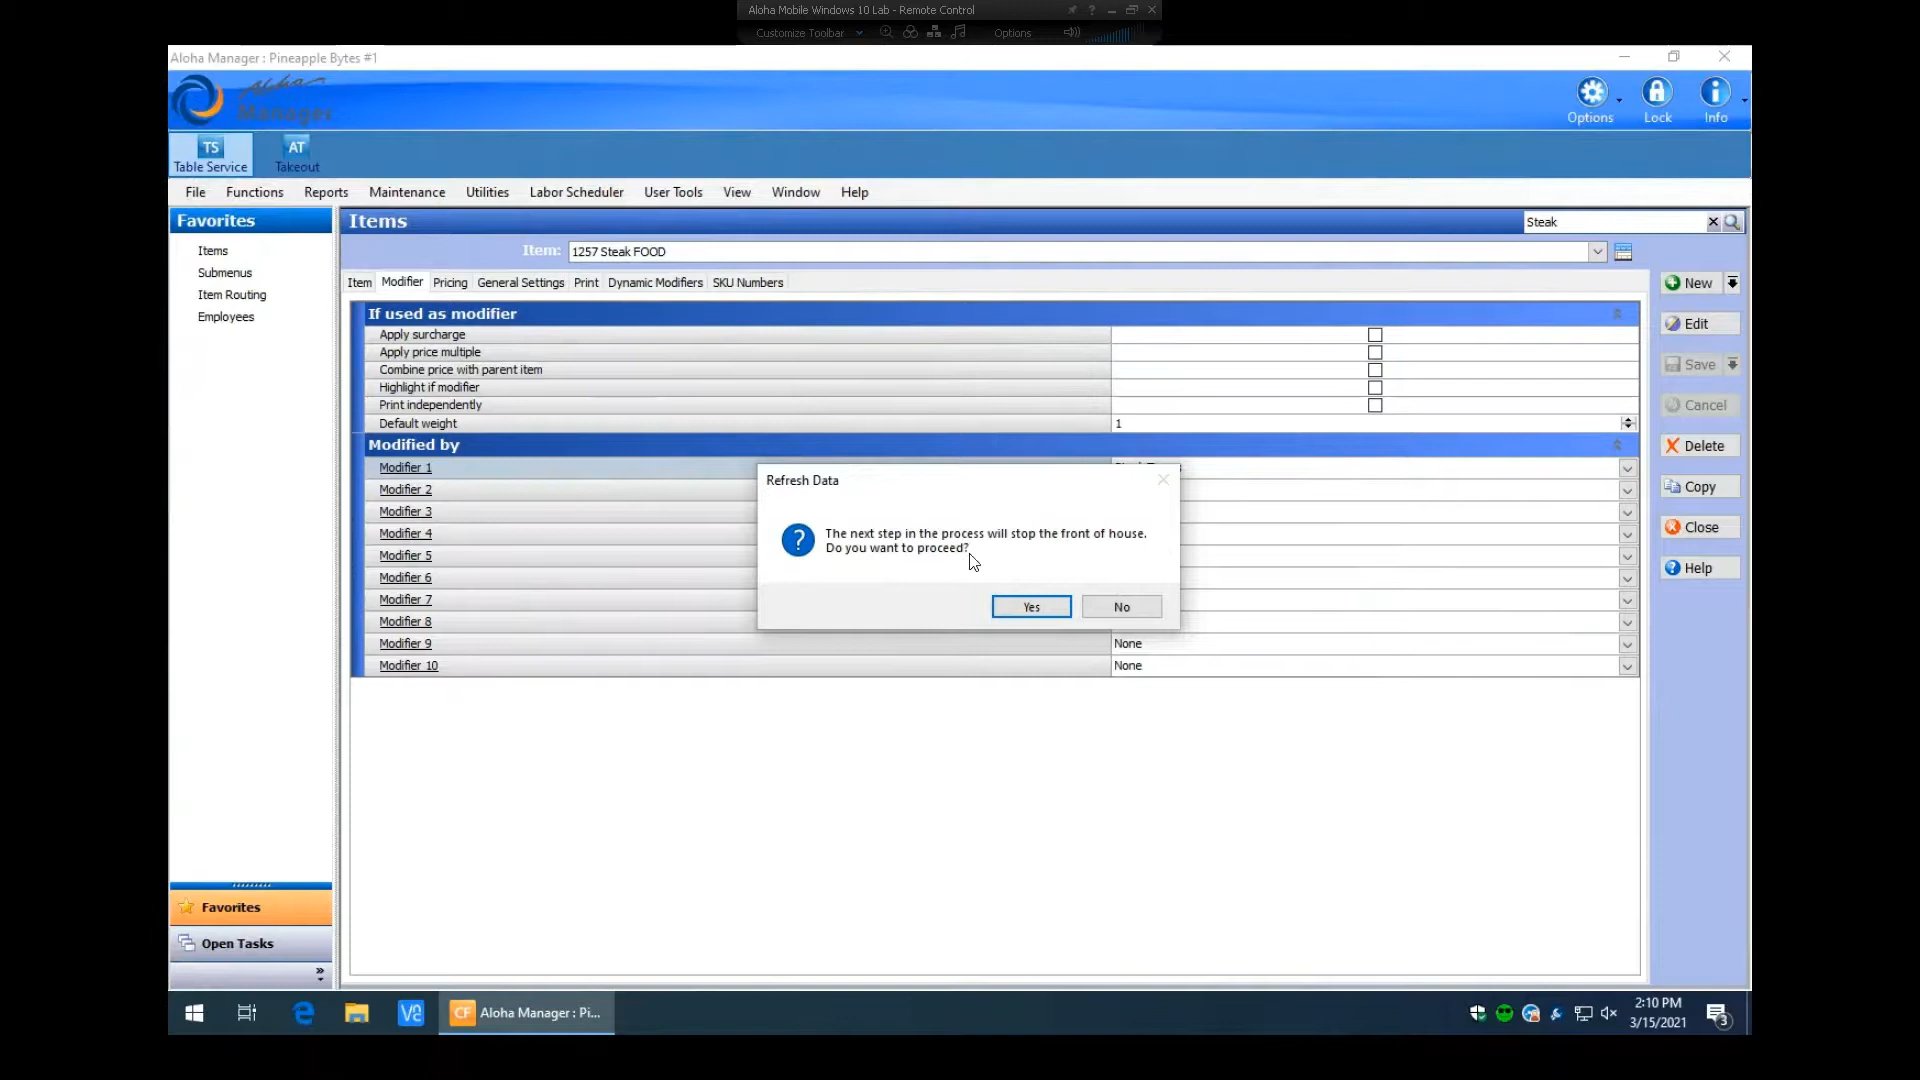 Aloha Mobile Windows 10 Lab - Remote Control
Customize Toolbar
Options
Aloha Manager : Pineapple Bytes #1
Aloha
Manager
Options
Lock
Info
TS
Table Service
AT
Takeout
File
Functions
Reports
Maintenance
Utilities
Labor Scheduler
User Tools
View
Window
Help
Favorites
Items
Submenus
Item Routing
Employees
Items
Steak
Item:
1257 Steak FOOD
Item
Modifier
Pricing
General Settings
Print
Dynamic Modifiers
SKU Numbers
If used as modifier
Apply surcharge
Apply price multiple
Combine price with parent item
Highlight if modifier
Print independently
Default weight
1
Modified by
Modifier 1
Modifier 2
Modifier 3
Modifier 4
Modifier 5
Modifier 6
Modifier 7
Modifier 8
Modifier 9
None
Modifier 10
None
Refresh Data
The next step in the process will stop the front of house.
Do you want to proceed?
Yes
No
New
Edit
Save
Cancel
Delete
Copy
Close
Help
Favorites
Open Tasks
CF
Aloha Manager : Pi...
2:10 PM
3/15/2021
3